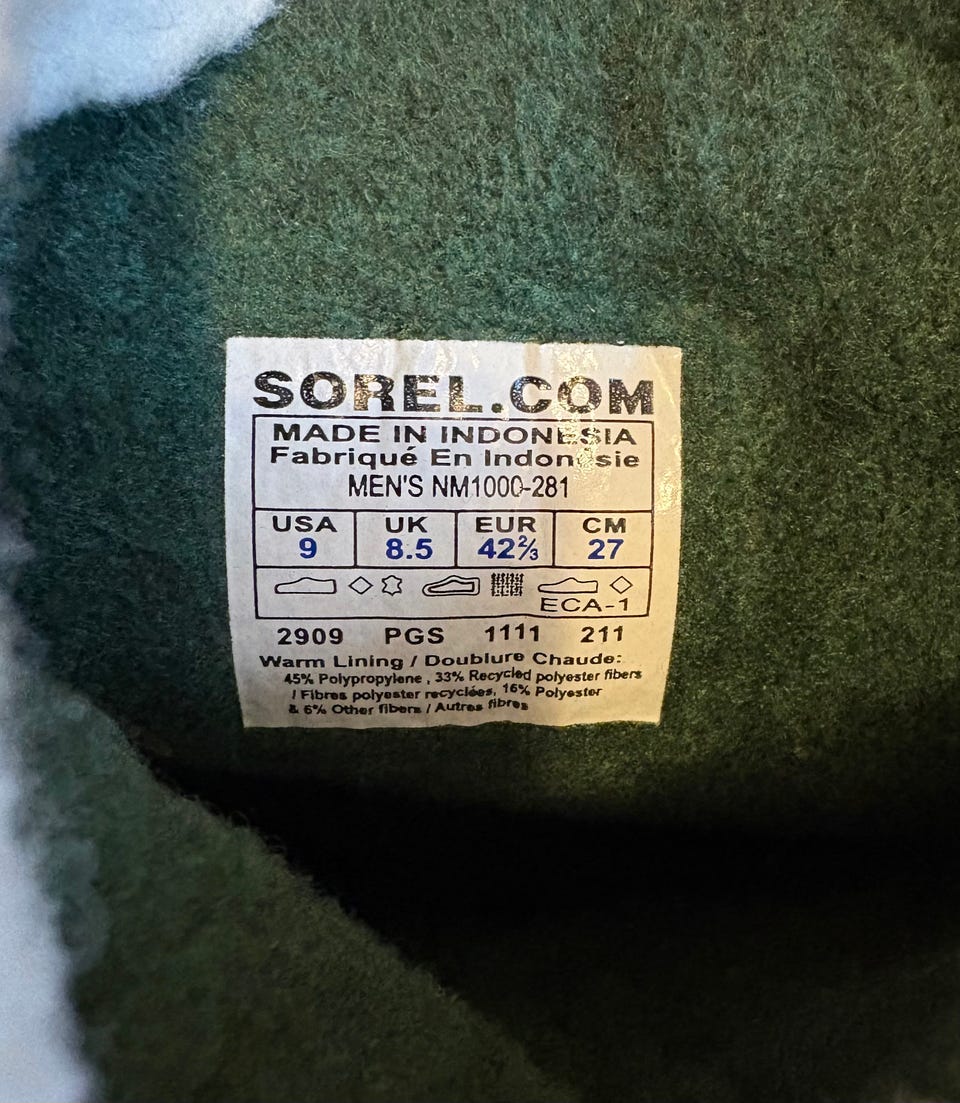 SOREL.COM
MADE IN INDONESIA
Fabriqué En Indonésie
MEN'S NM1000-281
USA UK EUR CM
9 8.5 42⅔ 27
ECA-1
2909 PGS 1111 211
Warm Lining / Doublure Chaude:
45% Polypropylene , 33% Recycled polyester fibers
/ Fibres polyester recyclées, 16% Polyester
& 6% Other fibers / Autres fibres